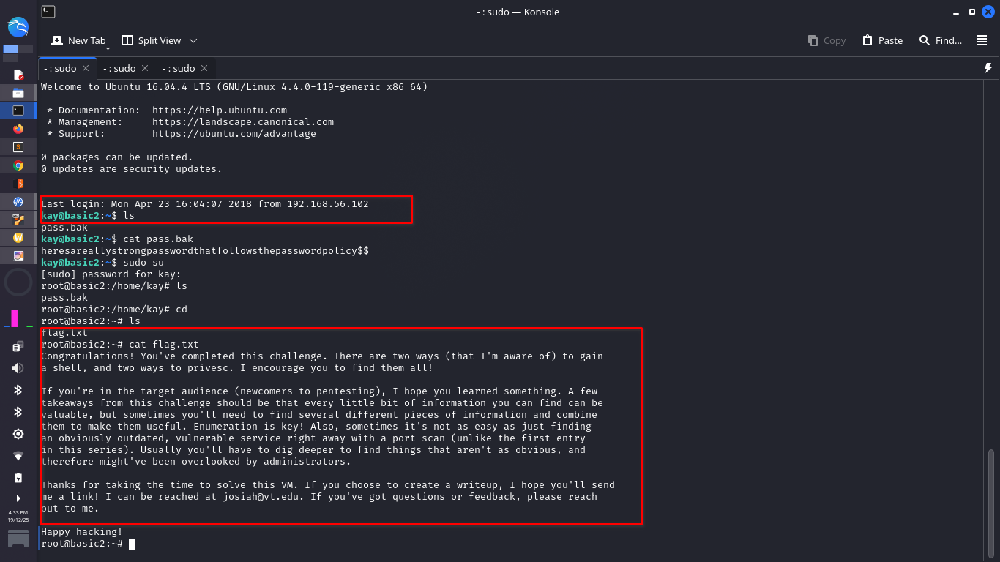 - : sudo — Konsole
New Tab
Split View
Copy
Paste
Find...
- : sudo
- : sudo
- : sudo
Welcome to Ubuntu 16.04.4 LTS (GNU/Linux 4.4.0-119-generic x86_64)
* Documentation:  https://help.ubuntu.com
* Management:     https://landscape.canonical.com
* Support:        https://ubuntu.com/advantage
0 packages can be updated.
0 updates are security updates.
Last login: Mon Apr 23 16:04:07 2018 from 192.168.56.102
kay@basic2:~$ ls
pass.bak
kay@basic2:~$ cat pass.bak
heresareallystrongpasswordthatfollowsthepasswordpolicy$$
kay@basic2:~$ sudo su
[sudo] password for kay:
root@basic2:/home/kay# ls
pass.bak
root@basic2:/home/kay# cd
root@basic2:~# ls
flag.txt
root@basic2:~# cat flag.txt
Congratulations! You've completed this challenge. There are two ways (that I'm aware of) to gain
a shell, and two ways to privesc. I encourage you to find them all!
If you're in the target audience (newcomers to pentesting), I hope you learned something. A few
takeaways from this challenge should be that every little bit of information you can find can be
valuable, but sometimes you'll need to find several different pieces of information and combine
them to make them useful. Enumeration is key! Also, sometimes it's not as easy as just finding
an obviously outdated, vulnerable service right away with a port scan (unlike the first entry
in this series). Usually you'll have to dig deeper to find things that aren't as obvious, and
therefore might've been overlooked by administrators.
Thanks for taking the time to solve this VM. If you choose to create a writeup, I hope you'll send
me a link! I can be reached at josiah@vt.edu. If you've got questions or feedback, please reach
out to me.
Happy hacking!
root@basic2:~#
4:33 PM
19/12/25